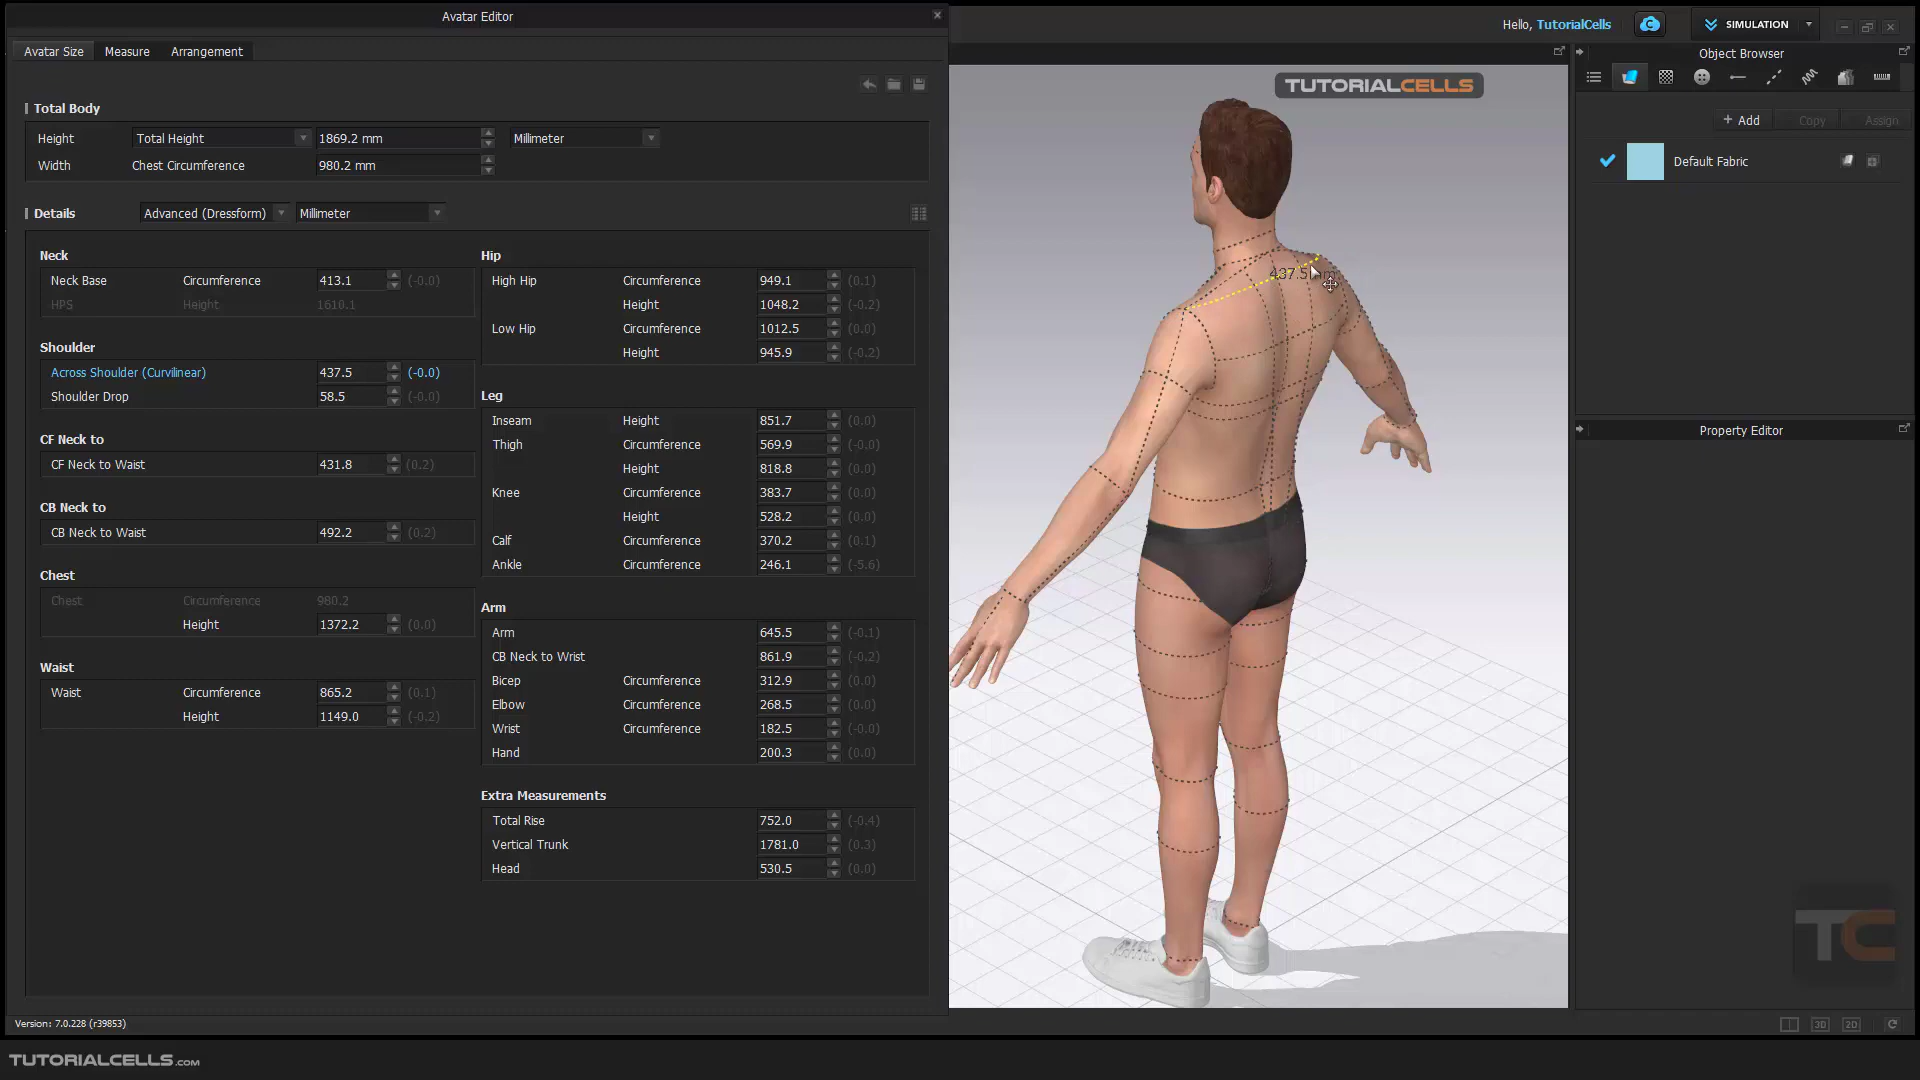 Avatar Editor
Hello, TutorialCells
SIMULATION
Avatar Size Measure Arrangement
Object Browser
TUTORIALCELLS
Total Body
Height Total Height 1869.2 mm Millimeter
Width Chest Circumference 980.2 mm
+ Add Copy Assign
Default Fabric
Details Advanced (Dressform) Millimeter
Neck
Neck Base Circumference 413.1 (-0.0)
HPS Height 1610.1
Shoulder
Across Shoulder (Curvilinear) 437.5 (-0.0)
Shoulder Drop 58.5 (-0.0)
CF Neck to
CF Neck to Waist 431.8 (0.2)
CB Neck to
CB Neck to Waist 492.2 (0.2)
Chest
Chest Circumference 980.2
Height 1372.2 (0.0)
Waist
Waist Circumference 865.2 (0.1)
Height 1149.0 (-0.2)
Hip
High Hip Circumference 949.1 (0.1)
Height 1048.2 (-0.2)
Low Hip Circumference 1012.5 (0.0)
Height 945.9 (-0.2)
Leg
Inseam Height 851.7 (0.0)
Thigh Circumference 569.9 (-0.0)
Height 818.8 (0.0)
Knee Circumference 383.7 (0.0)
Height 528.2 (0.0)
Calf Circumference 370.2 (0.1)
Ankle Circumference 246.1 (-5.6)
Arm
Arm 645.5 (-0.1)
CB Neck to Wrist 861.9 (-0.2)
Bicep Circumference 312.9 (0.0)
Elbow Circumference 268.5 (0.0)
Wrist Circumference 182.5 (-0.0)
Hand 200.3 (0.0)
Extra Measurements
Total Rise 752.0 (-0.4)
Vertical Trunk 1781.0 (0.3)
Head 530.5 (0.0)
437.5
Property Editor
TC
3D 2D
Version: 7.0.228 (r39853)
TUTORIALCELLS.com